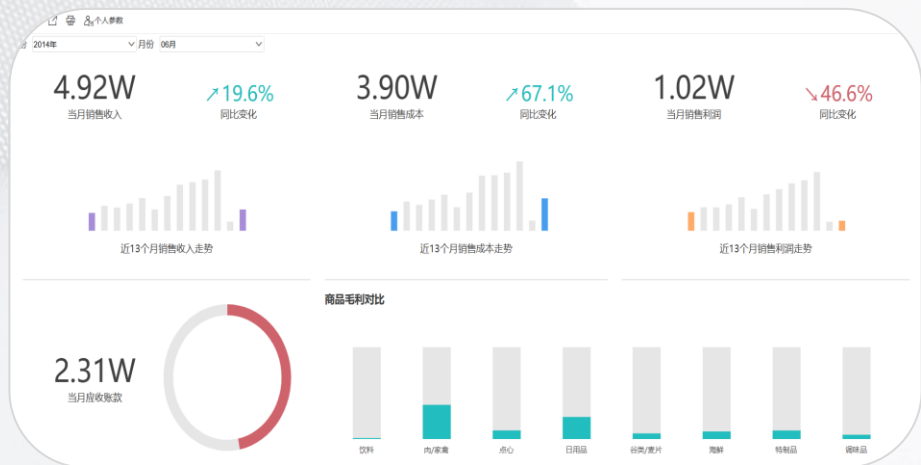 个人参数
2014年 月份 06月
4.92W 19.6% 3.90W 67.1% 1.02W 46.6%
当月销售收入 同比变化 当月销售成本 同比变化 当月销售利润 同比变化
近13个月销售收入走势 近13个月销售成本走势 近13个月销售利润走势
商品毛利对比
2.31W
当月应收账款
饮料 肉/家禽 点心 日用品 谷类/麦片 海鲜 特制品 调味品